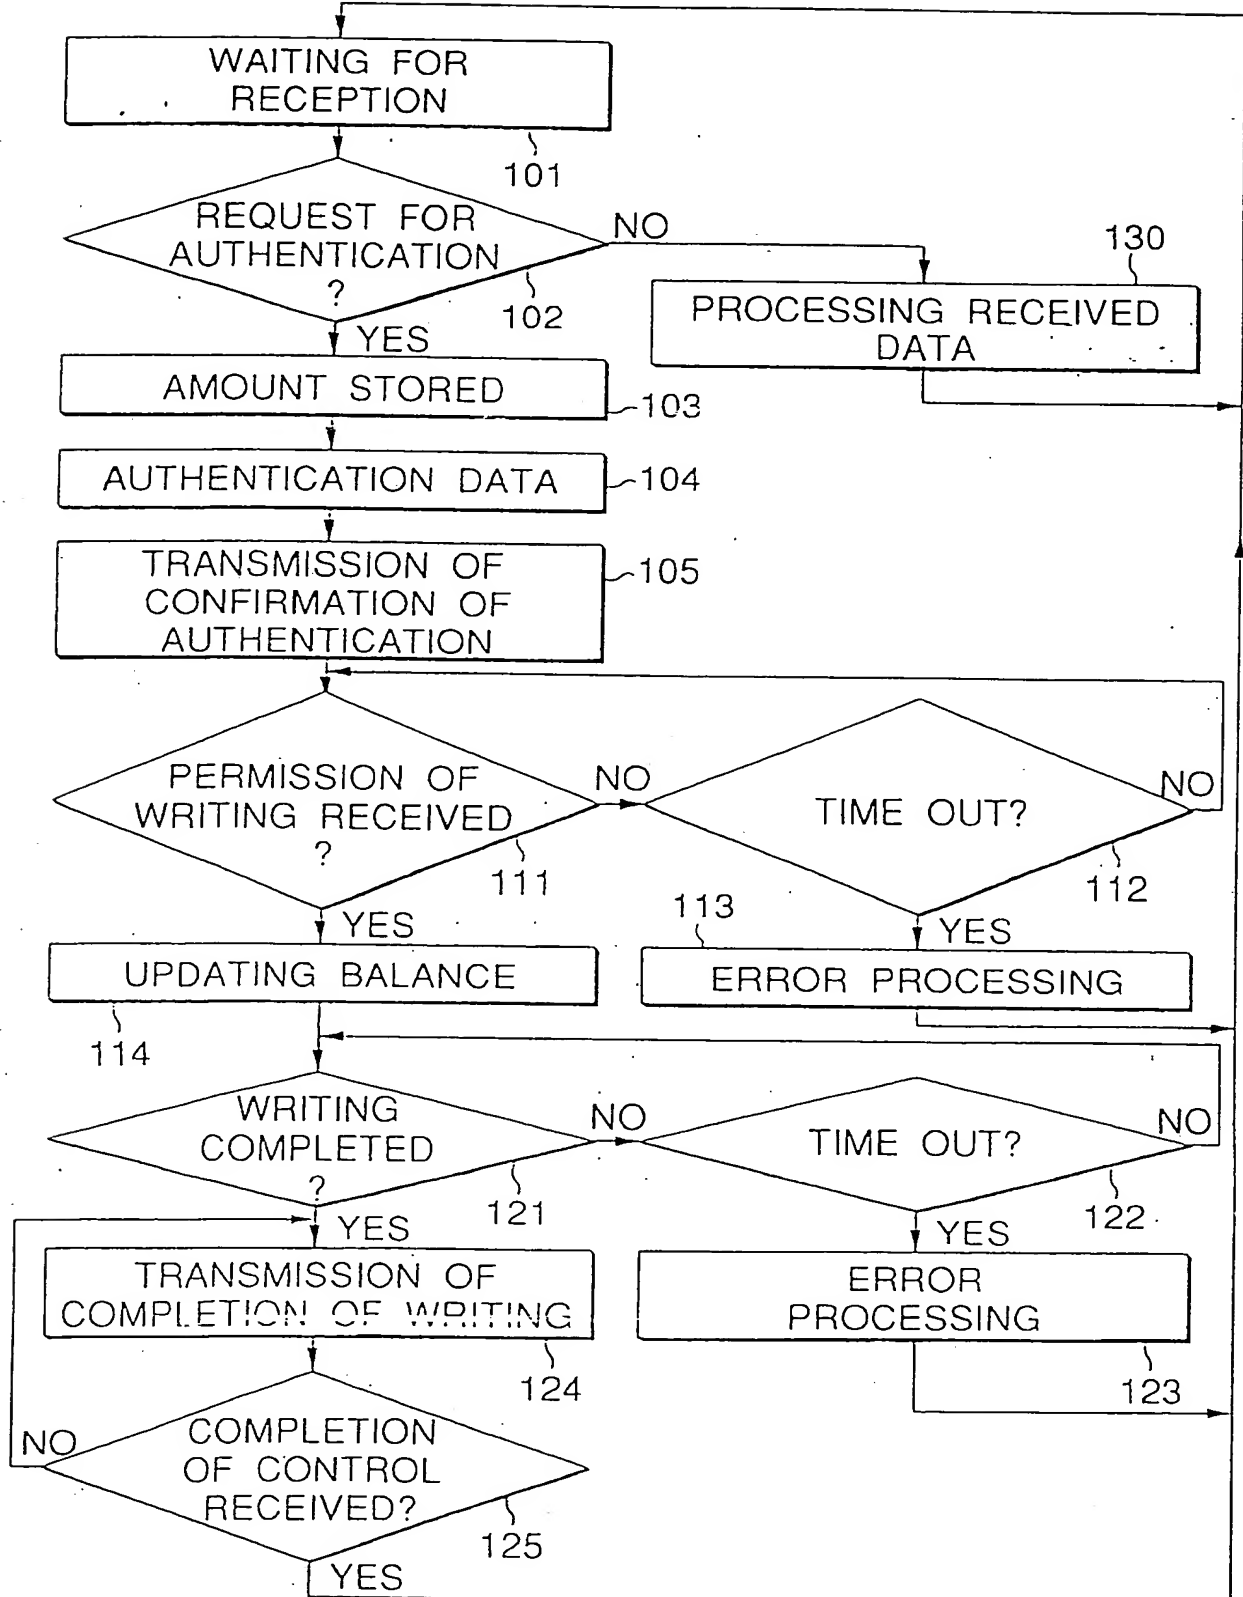 WAITING FOR
RECEPTION
101
REQUEST FOR
AUTHENTICATION
?
102
NO
YES
130
PROCESSING RECEIVED
DATA
AMOUNT STORED
103
AUTHENTICATION DATA
104
TRANSMISSION OF
CONFIRMATION OF
AUTHENTICATION
105
PERMISSION OF
WRITING RECEIVED
?
111
NO
YES
TIME OUT?
112
NO
YES
113
ERROR PROCESSING
UPDATING BALANCE
114
WRITING
COMPLETED
?
121
NO
YES
TIME OUT?
122
NO
YES
ERROR
PROCESSING
123
TRANSMISSION OF
COMPLETION OF WRITING
124
COMPLETION
OF CONTROL
RECEIVED?
125
NO
YES